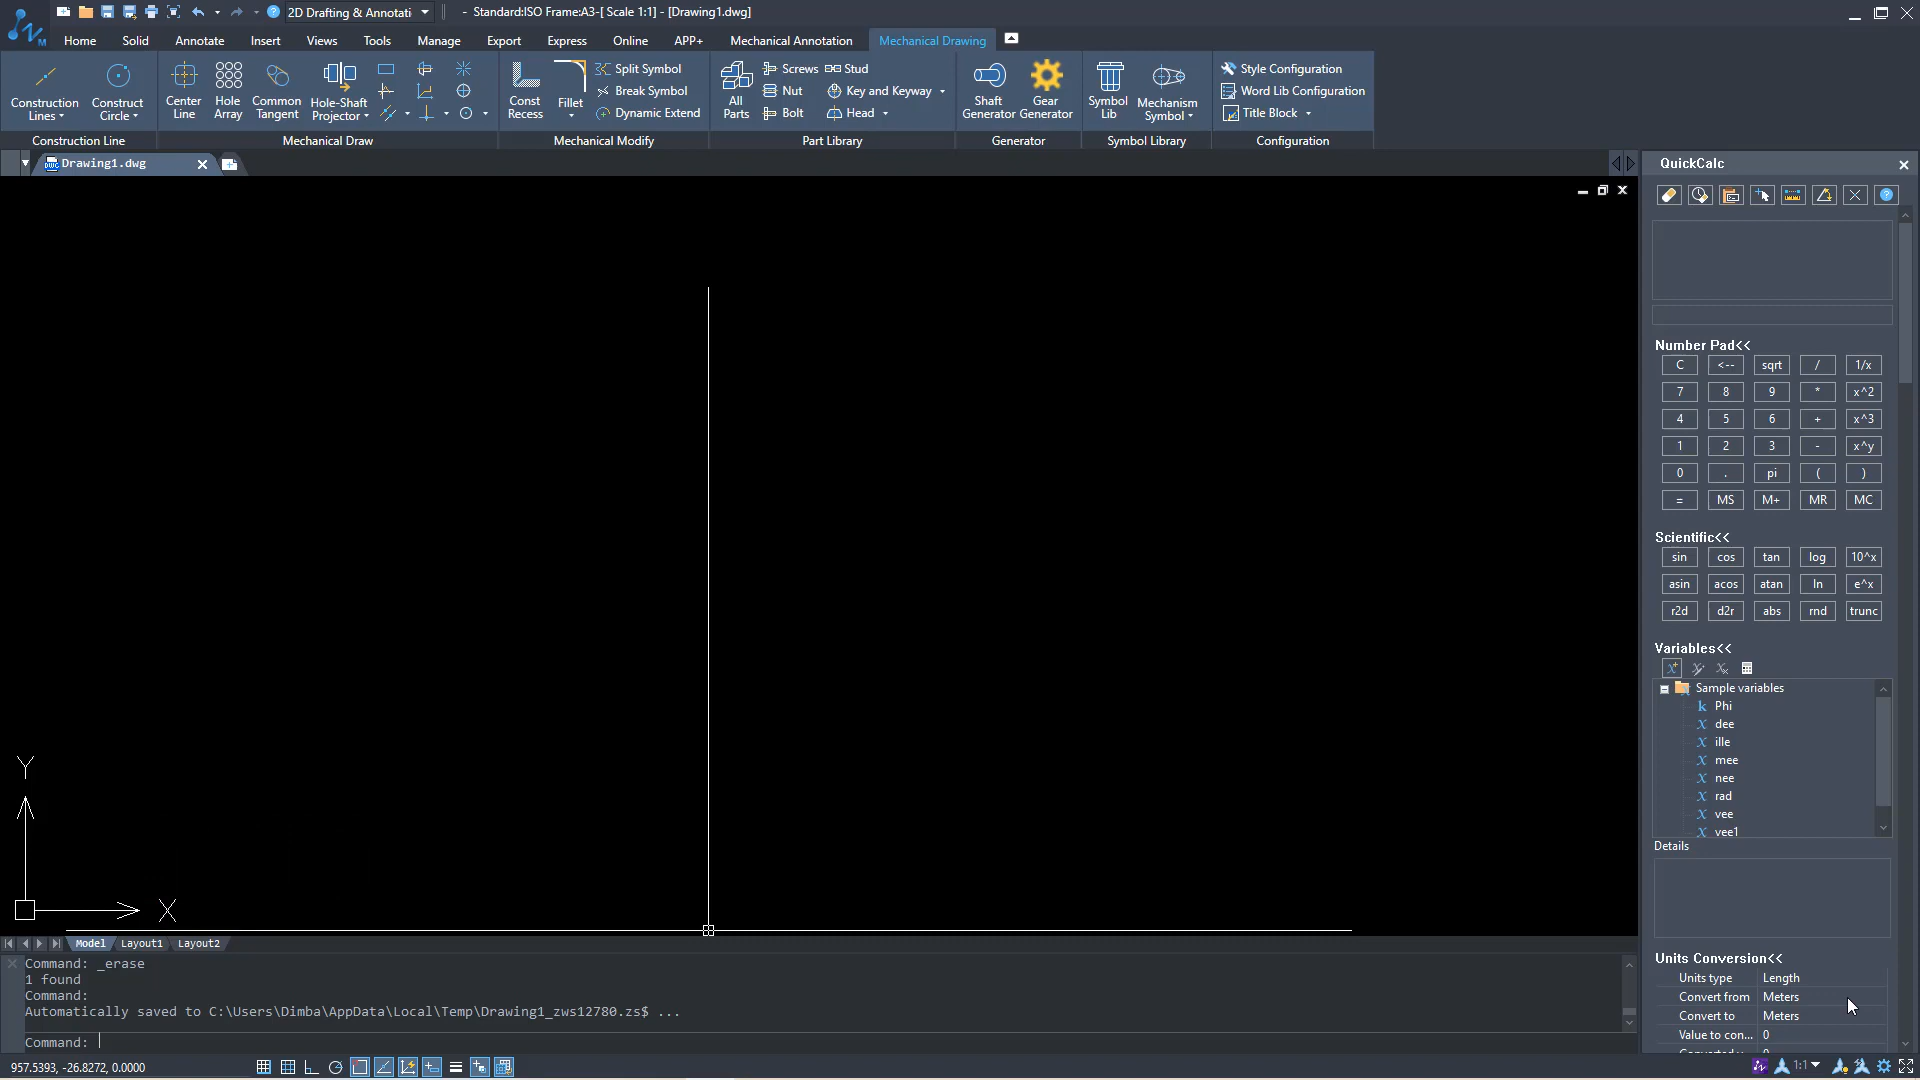 2D Drafting & Annotati
- Standard:ISO Frame:A3-[ Scale 1:1] - [Drawing1.dwg]
Home Solid Annotate Insert Views Tools Manage Export Express Online APP+ Mechanical Annotation Mechanical Drawing
Construction Lines
Construct Circle
Construction Line
Center Line
Hole Array
Common Tangent
Hole-Shaft Projector
Mechanical Draw
Const Recess
Fillet
Split Symbol
Break Symbol
Dynamic Extend
Mechanical Modify
All Parts
Screws
Nut
Bolt
Stud
Key and Keyway
Head
Part Library
Shaft Generator
Gear Generator
Generator
Symbol Lib
Mechanism Symbol
Symbol Library
Style Configuration
Word Lib Configuration
Title Block
Configuration
Drawing1.dwg
Y
X
Model Layout1 Layout2
Command: _erase
1 found
Command:
Automatically saved to C:\Users\Dimba\AppData\Local\Temp\Drawing1_zws12780.zs$ ...
Command:
957.5393, -26.8272, 0.0000
1:1
QuickCalc
Number Pad<<
C <-- sqrt / 1/x
7 8 9 * x^2
4 5 6 + x^3
1 2 3 - x^y
0 . pi ( )
= MS M+ MR MC
Scientific<<
sin cos tan log 10^x
asin acos atan ln e^x
r2d d2r abs rnd trunc
Variables<<
Sample variables
k Phi
X dee
X ille
X mee
X nee
X rad
X vee
X vee1
Details
Units Conversion<<
Units type Length
Convert from Meters
Convert to Meters
Value to con... 0